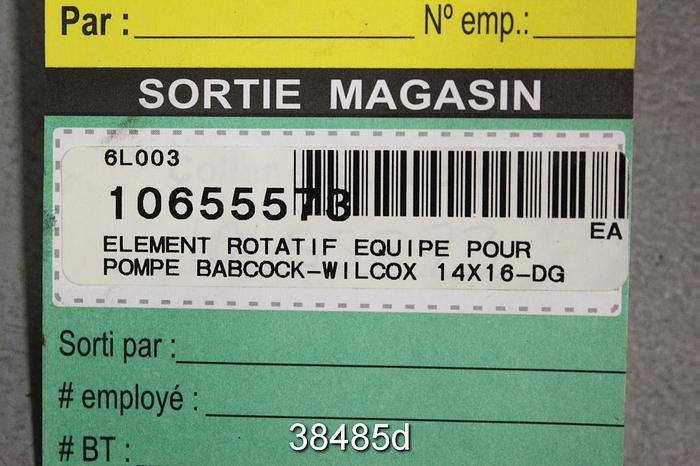 Par : Nº emp.:
SORTIE MAGASIN
6L003
10655573
EA
ELEMENT ROTATIF EQUIPE POUR
POMPE BABCOCK-WILCOX 14X16-DG
Sorti par :
# employé :
# BT :
38485d